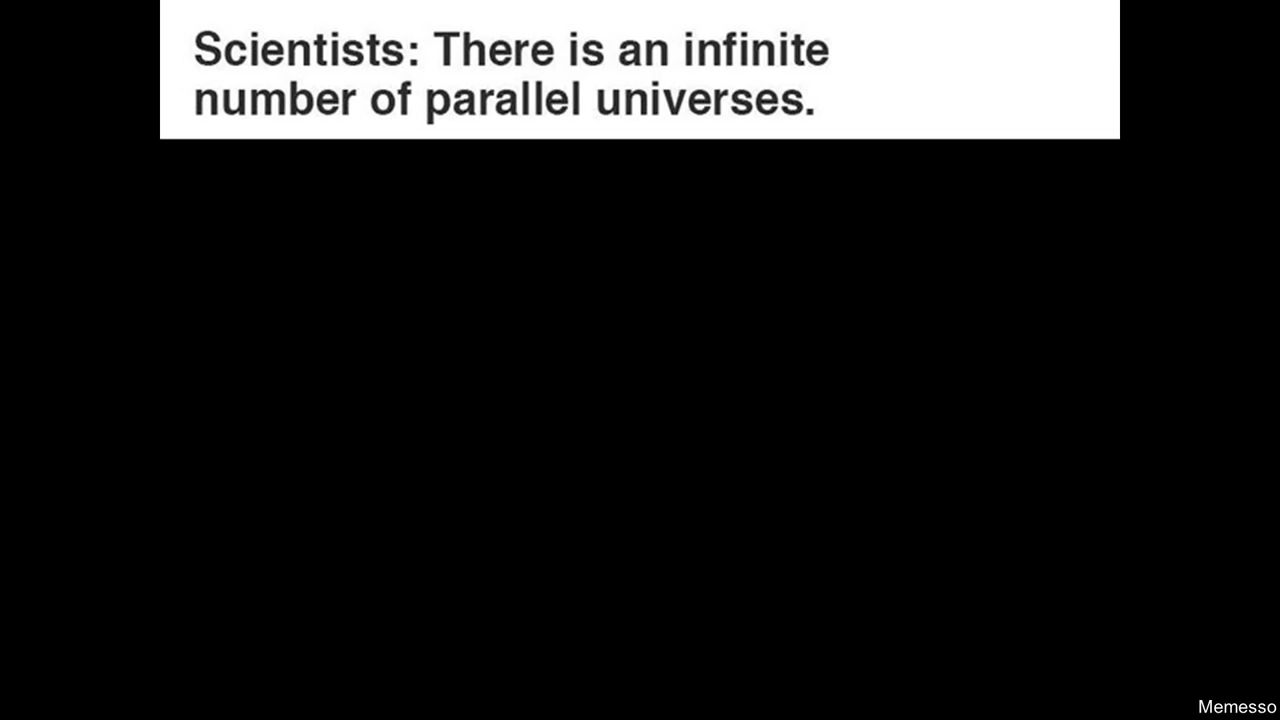 Scientists: There is an infinite
number of parallel universes.
Memesso